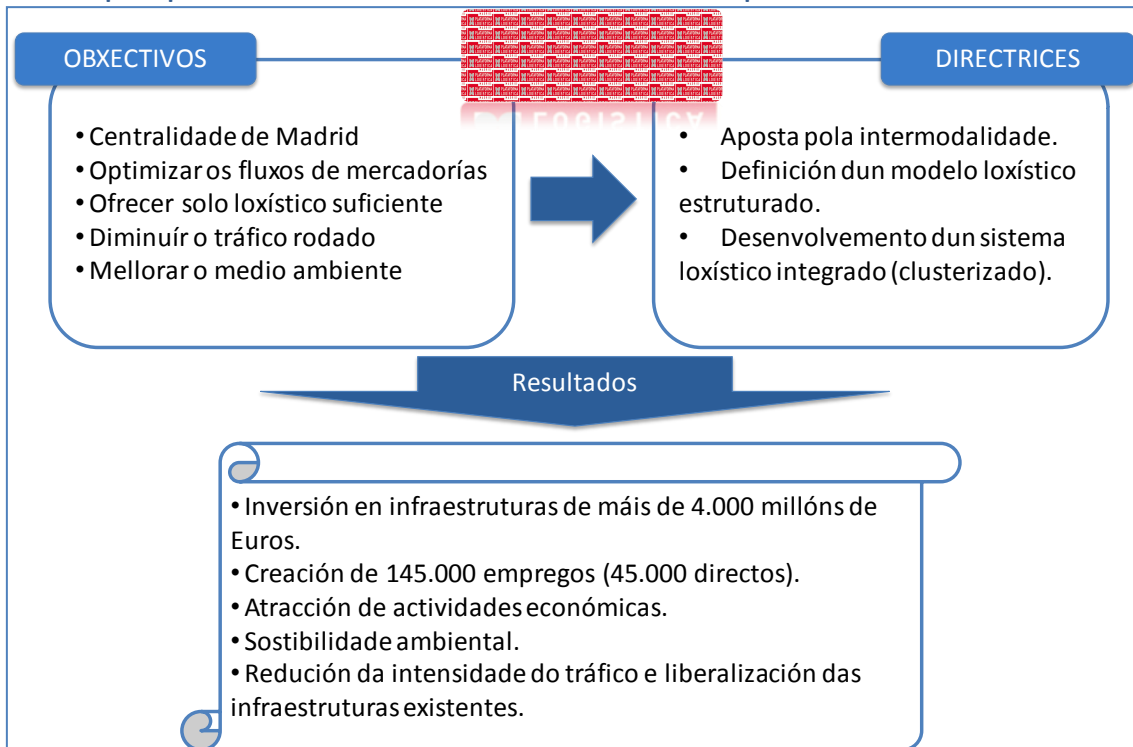 OBXECTIVOS
• Centralidade de Madrid
• Optimizar os fluxos de mercadorías
• Ofrecer solo loxístico suficiente
• Diminuír o tráfico rodado
• Mellorar o medio ambiente
DIRECTRICES
• Aposta pola intermodalidade.
• Definición dun modelo loxístico
estruturado.
• Desenvolvemento dun sistema
loxístico integrado (clusterizado).
Resultados
• Inversión en infraestruturas de máis de 4.000 millóns de
Euros.
• Creación de 145.000 empregos (45.000 directos).
• Atracción de actividades económicas.
• Sostibilidade ambiental.
• Redución da intensidade do tráfico e liberalización das
infraestruturas existentes.